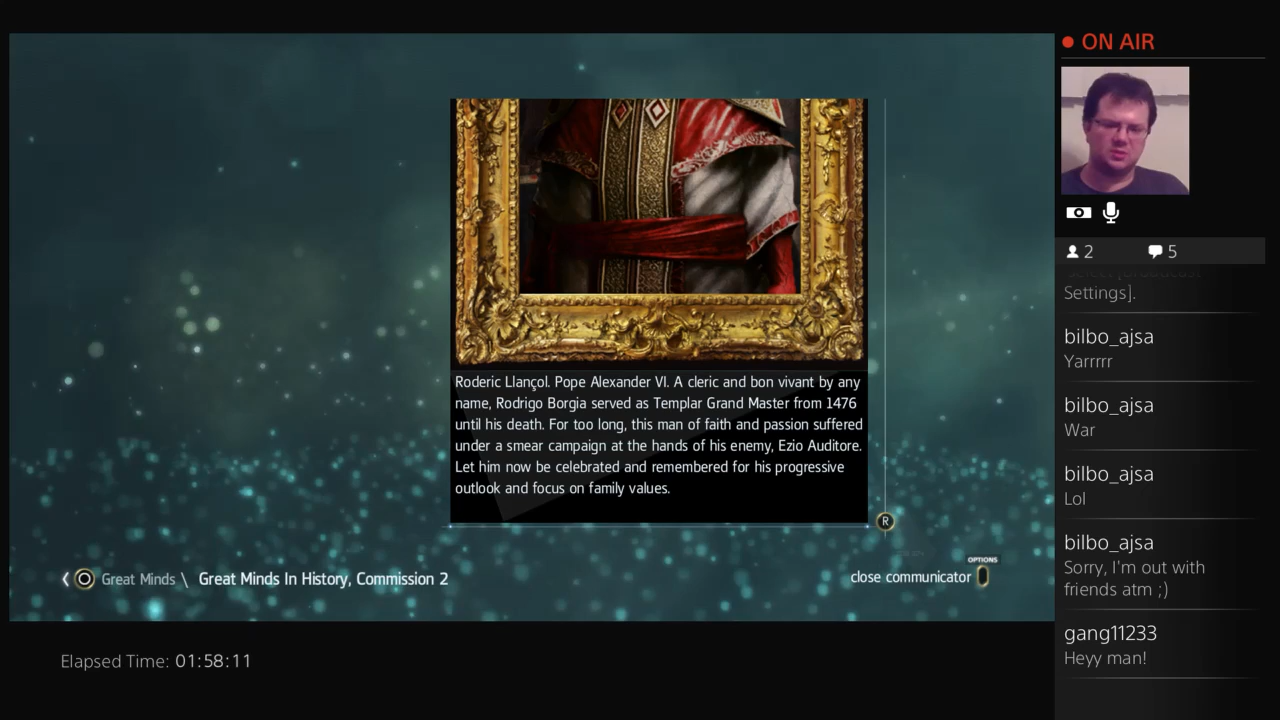 ON AIR
2
5
Settings].
bilbo_ajsa
Yarrrrr
bilbo_ajsa
War
bilbo_ajsa
Lol
bilbo_ajsa
Sorry, I'm out with
friends atm ;)
gang11233
Heyy man!
Roderic Llançol. Pope Alexander VI. A cleric and bon vivant by any
name, Rodrigo Borgia served as Templar Grand Master from 1476
until his death. For too long, this man of faith and passion suffered
under a smear campaign at the hands of his enemy, Ezio Auditore.
Let him now be celebrated and remembered for his progressive
outlook and focus on family values.
R
OPTIONS
Great Minds \ Great Minds In History, Commission 2
close communicator
Elapsed Time: 01:58:11